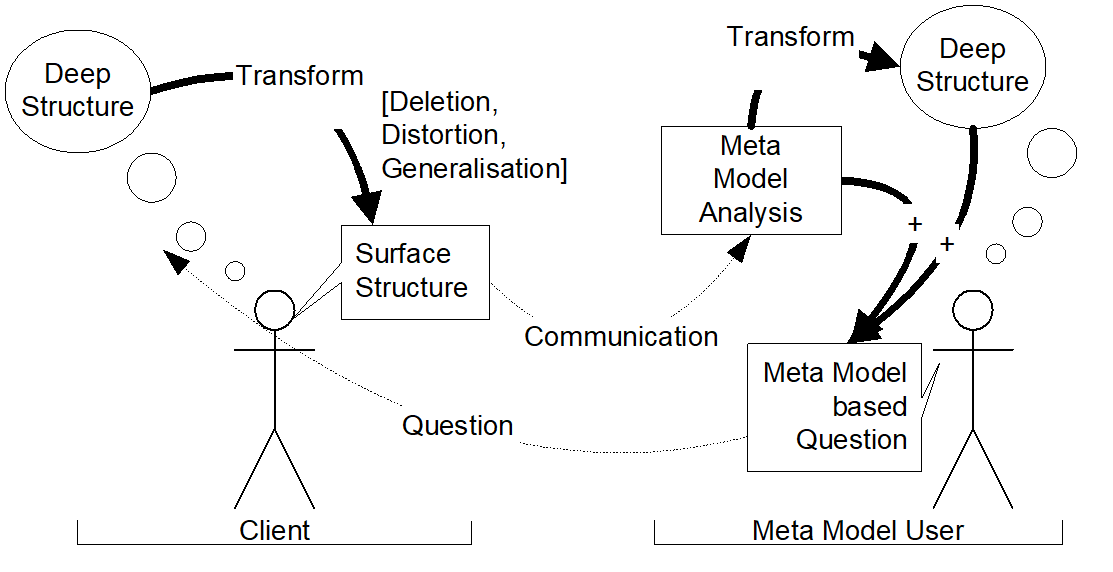 Deep
Structure
Transform
[Deletion,
Distortion,
Generalisation]
Surface
Structure
Communication
Question
Client
Transform
Deep
Structure
Meta
Model
Analysis
+
+
Meta Model
based
Question
Meta Model User